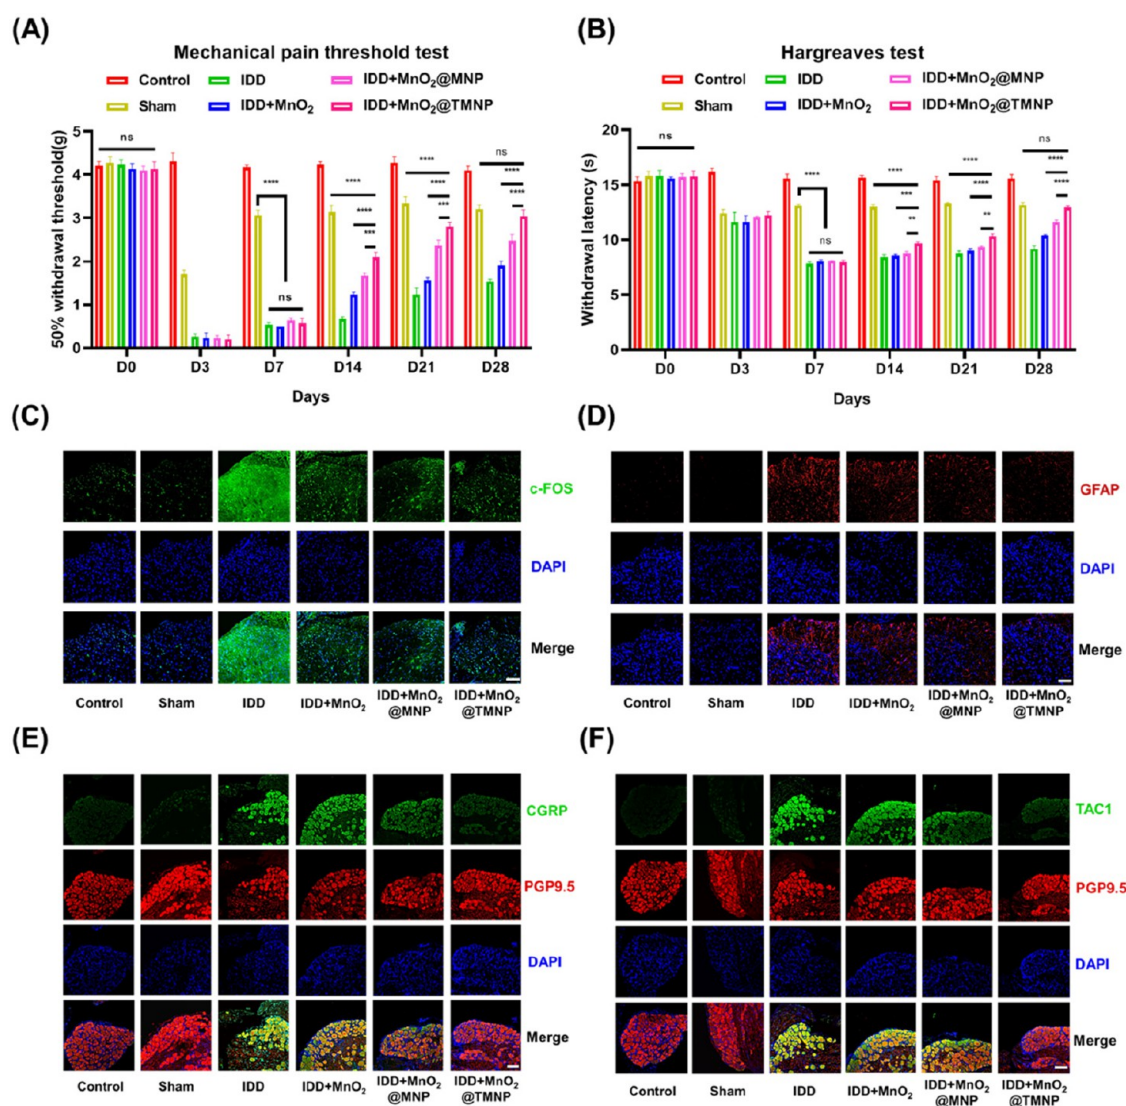 (A)
Mechanical pain threshold test
Control IDD IDD+MnO₂@MNP
Sham IDD+MnO₂ IDD+MnO₂@TMNP
50% withdrawal threshold(g)
5
4
3
2
1
0
ns
****
ns
****
****
***
****
****
***
ns
****
****
D0 D3 D7 D14 D21 D28
Days
(B)
Hargreaves test
Control IDD IDD+MnO₂@MNP
Sham IDD+MnO₂ IDD+MnO₂@TMNP
Withdrawal latency (s)
20
15
10
5
0
ns
****
ns
****
***
**
****
****
**
ns
****
****
D0 D3 D7 D14 D21 D28
Days
(C)
c-FOS
DAPI
Merge
Control Sham IDD IDD+MnO₂ IDD+MnO₂ IDD+MnO₂
@MNP @TMNP
(D)
GFAP
DAPI
Merge
Control Sham IDD IDD+MnO₂ IDD+MnO₂ IDD+MnO₂
@MNP @TMNP
(E)
CGRP
PGP9.5
DAPI
Merge
Control Sham IDD IDD+MnO₂ IDD+MnO₂ IDD+MnO₂
@MNP @TMNP
(F)
TAC1
PGP9.5
DAPI
Merge
Control Sham IDD IDD+MnO₂ IDD+MnO₂ IDD+MnO₂
@MNP @TMNP